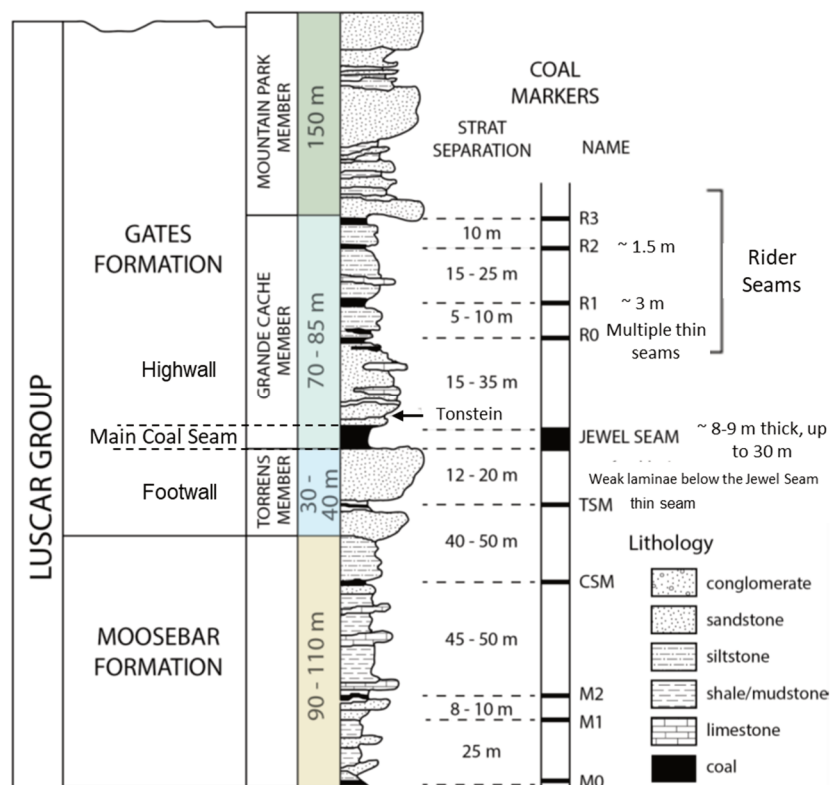 LUSCAR GROUP
GATES
FORMATION
Highwall
Main Coal Seam
Footwall
MOOSEBAR
FORMATION
MOUNTAIN PARK
MEMBER
GRANDE CACHE
MEMBER
TORRENS
MEMBER
150 m
70 - 85 m
30 -
40 m
90 - 110 m
Tonstein
COAL
MARKERS
STRAT
SEPARATION
NAME
10 m
15 - 25 m
5 - 10 m
15 - 35 m
12 - 20 m
40 - 50 m
45 - 50 m
8 - 10 m
25 m
R3
R2 ~ 1.5 m
R1 ~ 3 m
R0 Multiple thin
seams
Rider
Seams
JEWEL SEAM ~ 8-9 m thick, up
to 30 m
Weak laminae below the Jewel Seam
TSM thin seam
CSM
M2
M1
M0
Lithology
conglomerate
sandstone
siltstone
shale/mudstone
limestone
coal